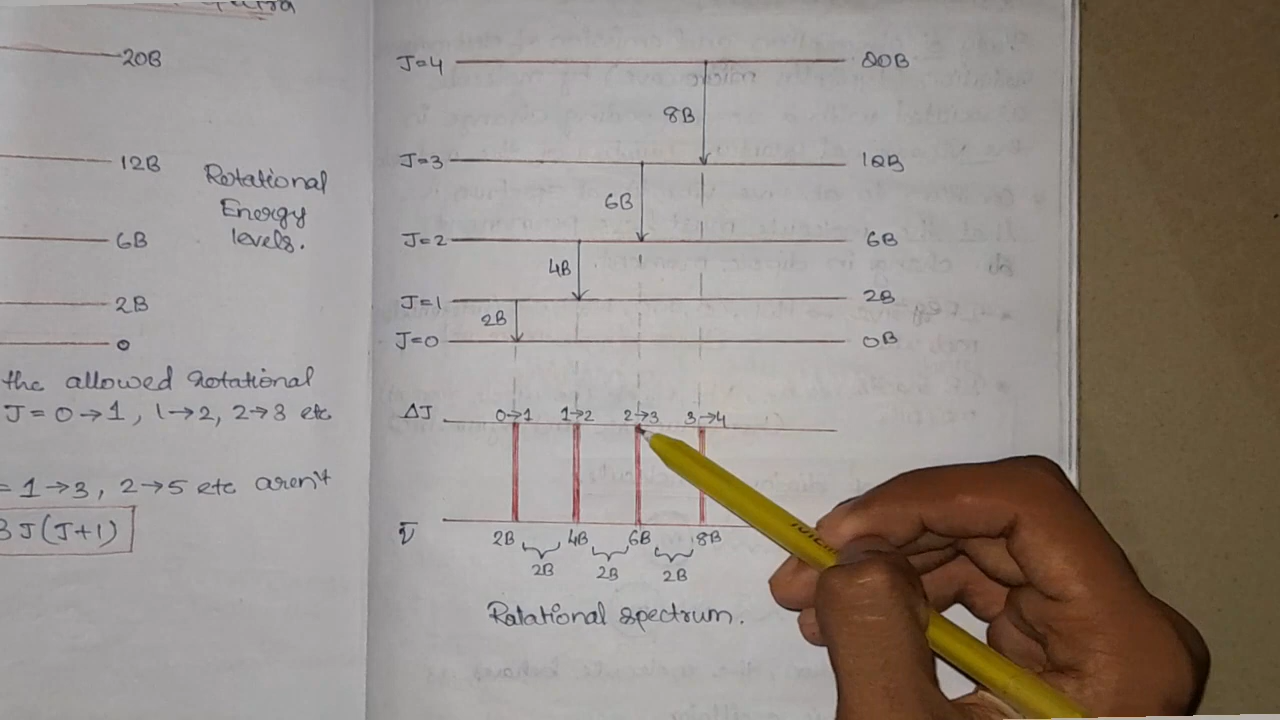 20B
12B
6B
2B
0
Rotational
Energy
levels.
the allowed rotational
J=0→1, 1→2, 2→3 etc
= 1→3, 2→5 etc aren't
BJ(J+1)
J=4 20B
8B
J=3 12B
6B
J=2 6B
4B
J=1 2B
2B
J=0 0B
ΔJ 0→1 1→2 2→3 3→4
ν̄ 2B 4B 6B 8B
2B 2B 2B
Rotational spectrum.